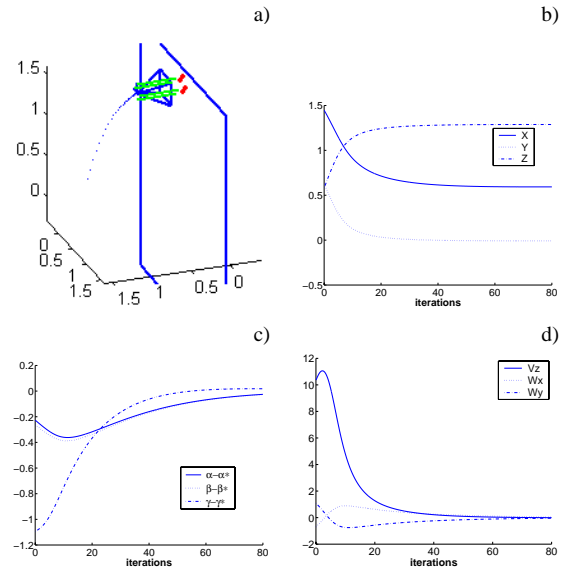 a)
1.5
1
0.5
0
0
0.5
1
1.5
1.5
1
0.5
0
b)
1.5
1
0.5
0
−0.5
X
Y
Z
0 20 40 60 80
iterations
c)
0.2
0
−0.2
−0.4
−0.6
−0.8
−1
−1.2
α−α*
β−β*
γ−γ*
0 20 40 60 80
iterations
d)
12
10
8
6
4
2
0
−2
Vz
Wx
Wy
0 20 40 60 80
iterations